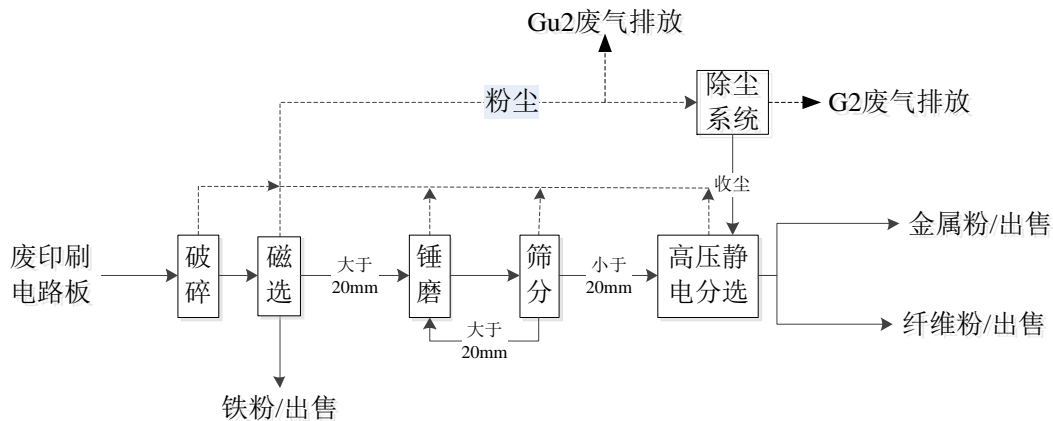 Gu2废气排放
粉尘
除尘
系统
G2废气排放
收尘
废印刷
电路板
破
碎
磁
选
大于
20mm
锤
磨
筛
分
小于
20mm
高压静
电分选
金属粉/出售
纤维粉/出售
大于
20mm
铁粉/出售